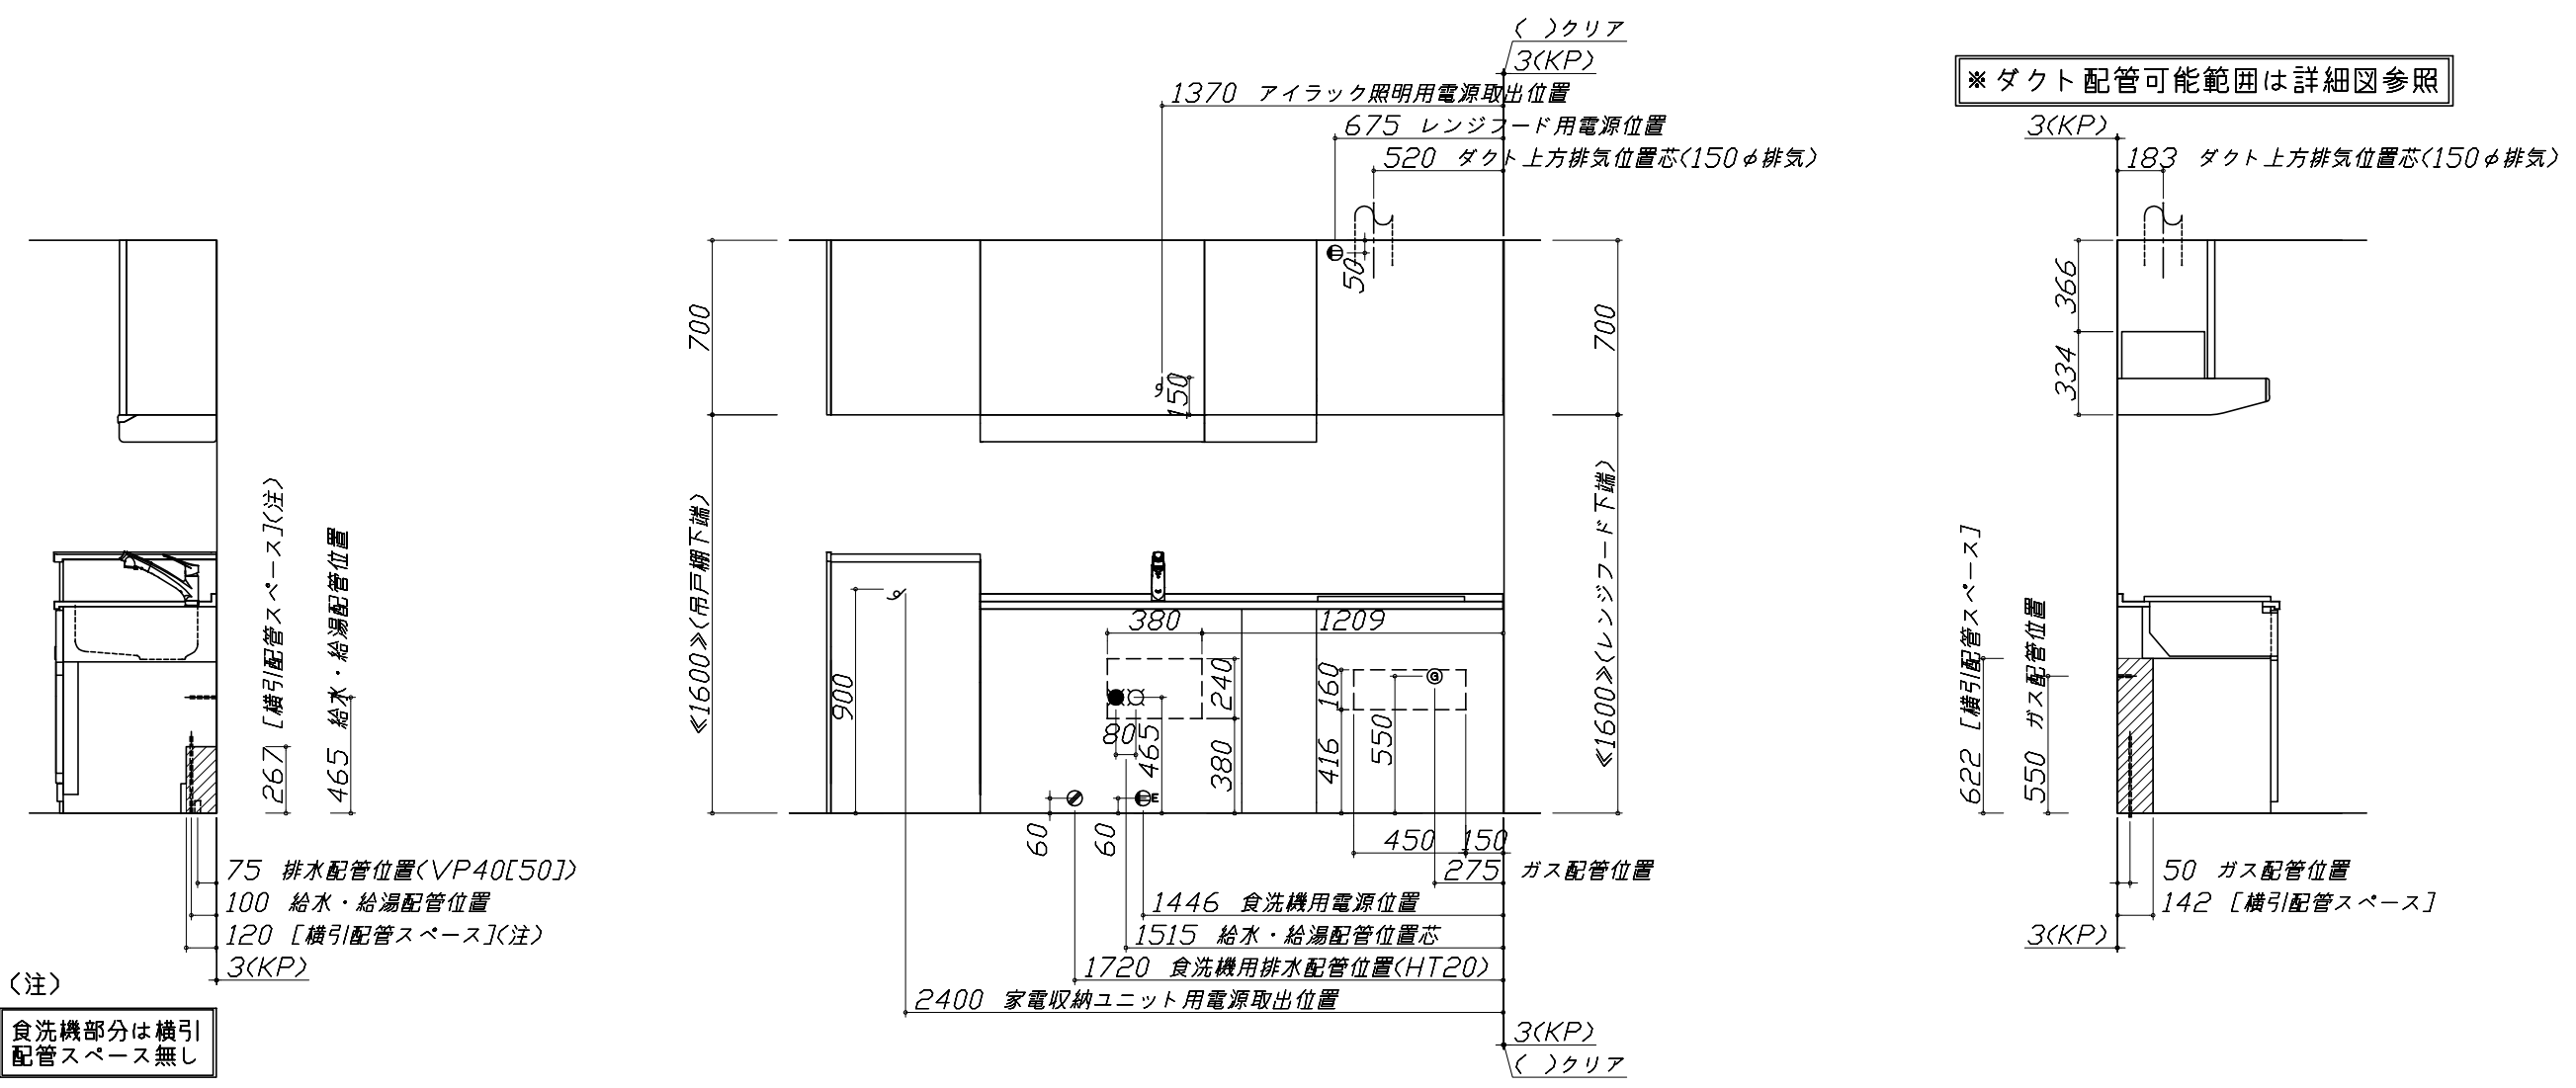 ( )クリア
3(KP)
1370 アイラック照明用電源取出位置
675 レンジフード用電源位置
520 ダクト上方排気位置芯(150φ排気)
※ダクト配管可能範囲は詳細図参照
3(KP)
183 ダクト上方排気位置芯(150φ排気)
267 [横引配管スペース](注)
465 給水・給湯配管位置
75 排水配管位置(VP40[50])
100 給水・給湯配管位置
120 [横引配管スペース](注)
3(KP)
(注)
食洗機部分は横引
配管スペース無し
700
≪1600≫(吊戸棚下端)
50
150
900
380
1209
240
380
80
465
160
416
550
G
E
60
60
450
150
275 ガス配管位置
1446 食洗機用電源位置
1515 給水・給湯配管位置芯
1720 食洗機用排水配管位置(HT20)
2400 家電収納ユニット用電源取出位置
3(KP)
( )クリア
700
≪1600≫(レンジフード下端)
366
334
622 [横引配管スペース]
550 ガス配管位置
50 ガス配管位置
142 [横引配管スペース]
3(KP)